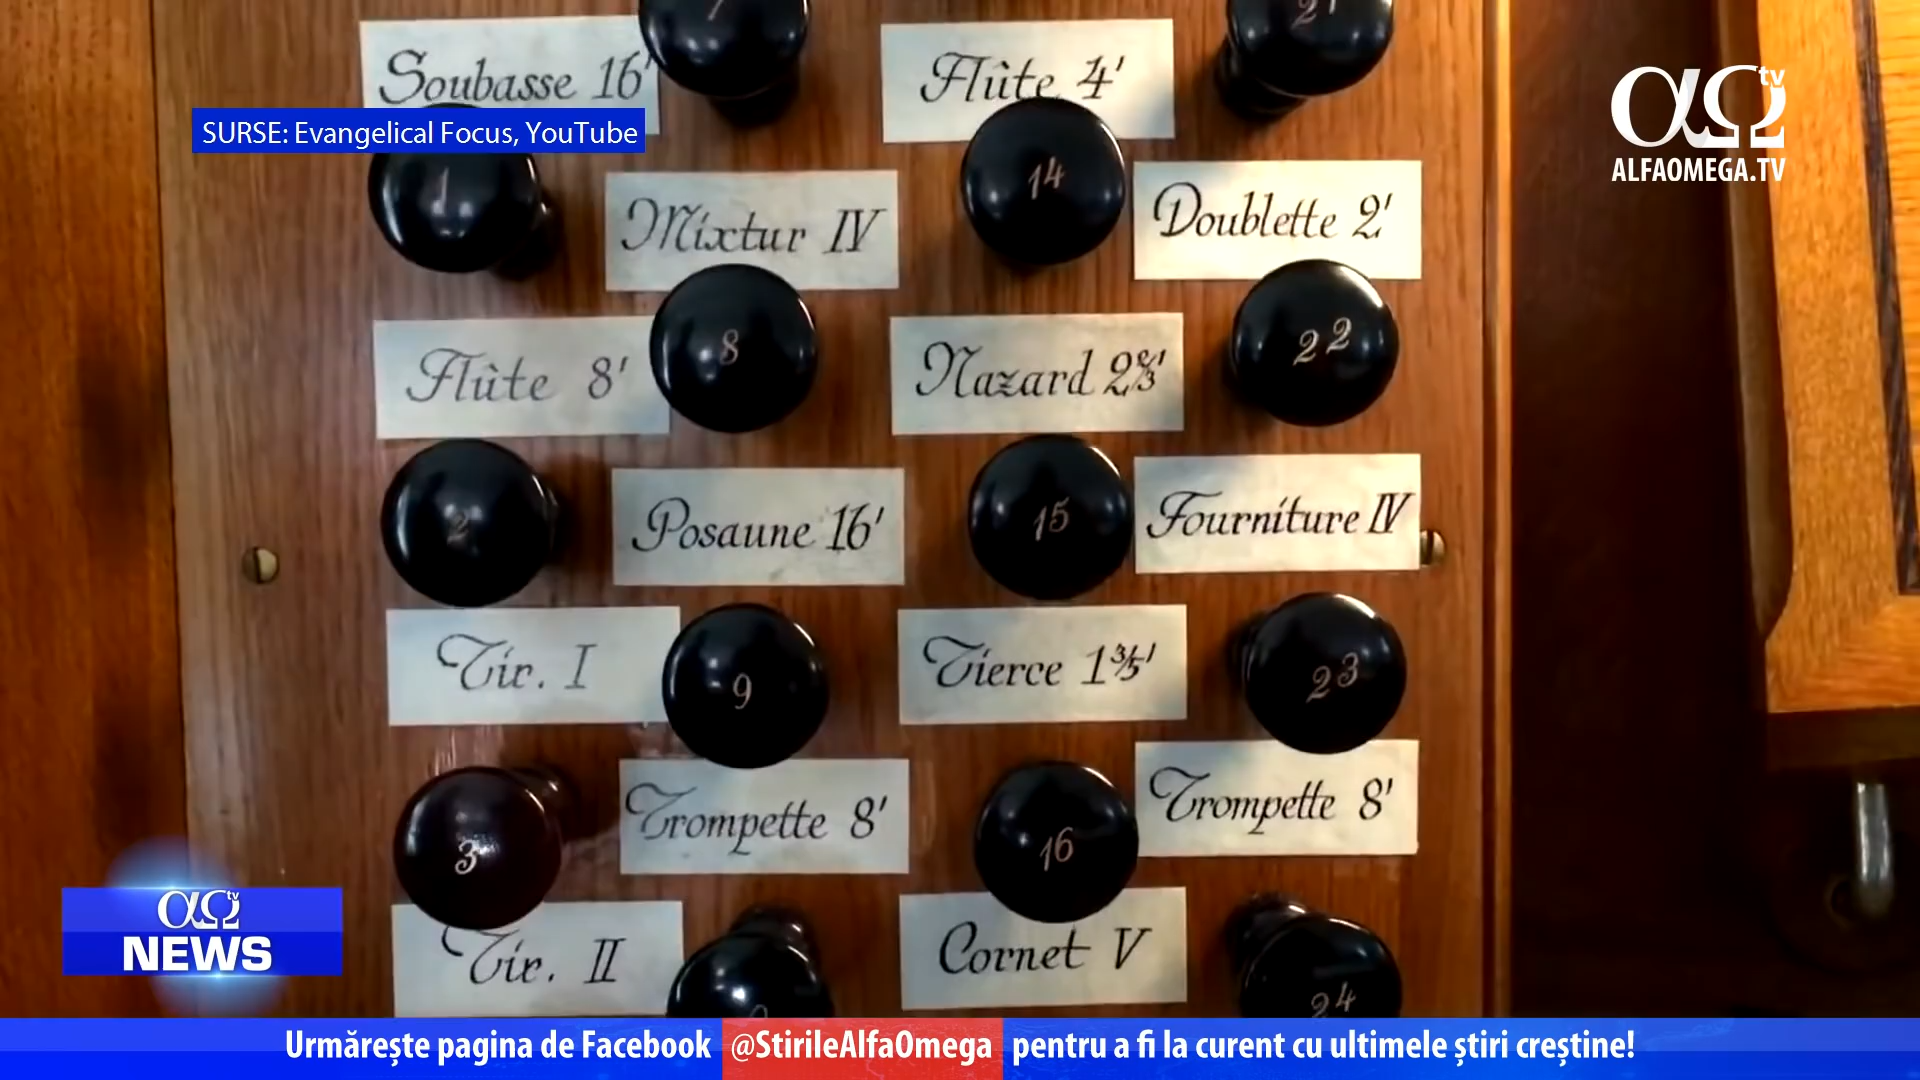 7
21
Soubasse 16'
Flûte 4'
tv
αΩ
ALFAOMEGA.TV
SURSE: Evangelical Focus, YouTube
1
14
Mixtur IV
Doublette 2'
8
22
Flûte 8'
Nazard 2⅔'
2
15
Posaune 16'
Fourniture IV
Tir. I
9
Tierce 1⅗'
23
Trompette 8'
Trompette 8'
3
16
αΩtv
NEWS
Tir. II
Cornet V
24
Urmărește pagina de Facebook @StirileAlfaOmega pentru a fi la curent cu ultimele știri creștine!